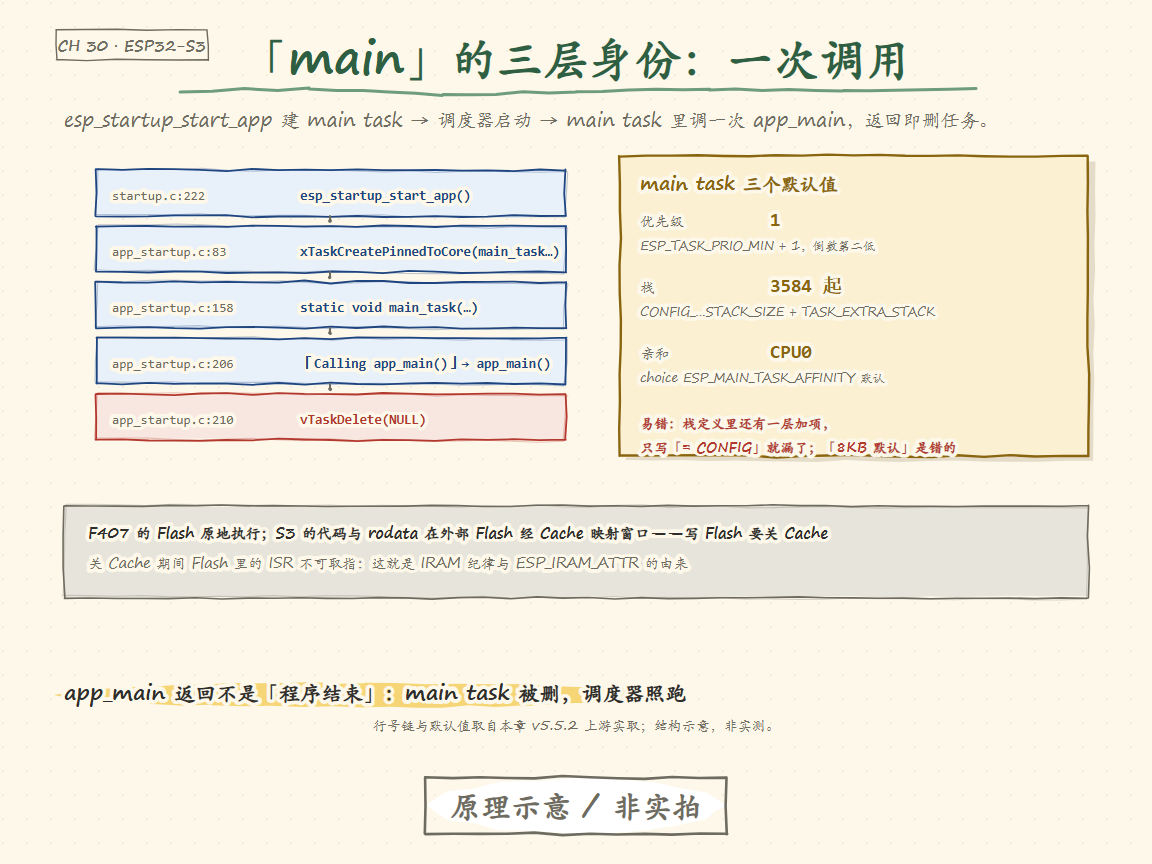 CH 30 · ESP32-S3
「main」的三层身份：一次调用
esp_startup_start_app 建 main task → 调度器启动 → main task 里调一次 app_main，返回即删任务。
startup.c:222 esp_startup_start_app()
app_startup.c:83 xTaskCreatePinnedToCore(main_task…)
app_startup.c:158 static void main_task(…)
app_startup.c:206 「Calling app_main()」→ app_main()
app_startup.c:210 vTaskDelete(NULL)
main task 三个默认值
优先级 1
ESP_TASK_PRIO_MIN + 1，倒数第二低
栈 3584 起
CONFIG_…STACK_SIZE + TASK_EXTRA_STACK
亲和 CPU0
choice ESP_MAIN_TASK_AFFINITY 默认
易错：栈定义里还有一层加项，
只写「= CONFIG」就漏了；「8KB 默认」是错的
F407 的 Flash 原地执行；S3 的代码与 rodata 在外部 Flash 经 Cache 映射窗口——写 Flash 要关 Cache
关 Cache 期间 Flash 里的 ISR 不可取指：这就是 IRAM 纪律与 ESP_IRAM_ATTR 的由来
app_main 返回不是「程序结束」：main task 被删，调度器照跑
行号链与默认值取自本章 v5.5.2 上游实取；结构示意，非实测。
原理示意 / 非实拍